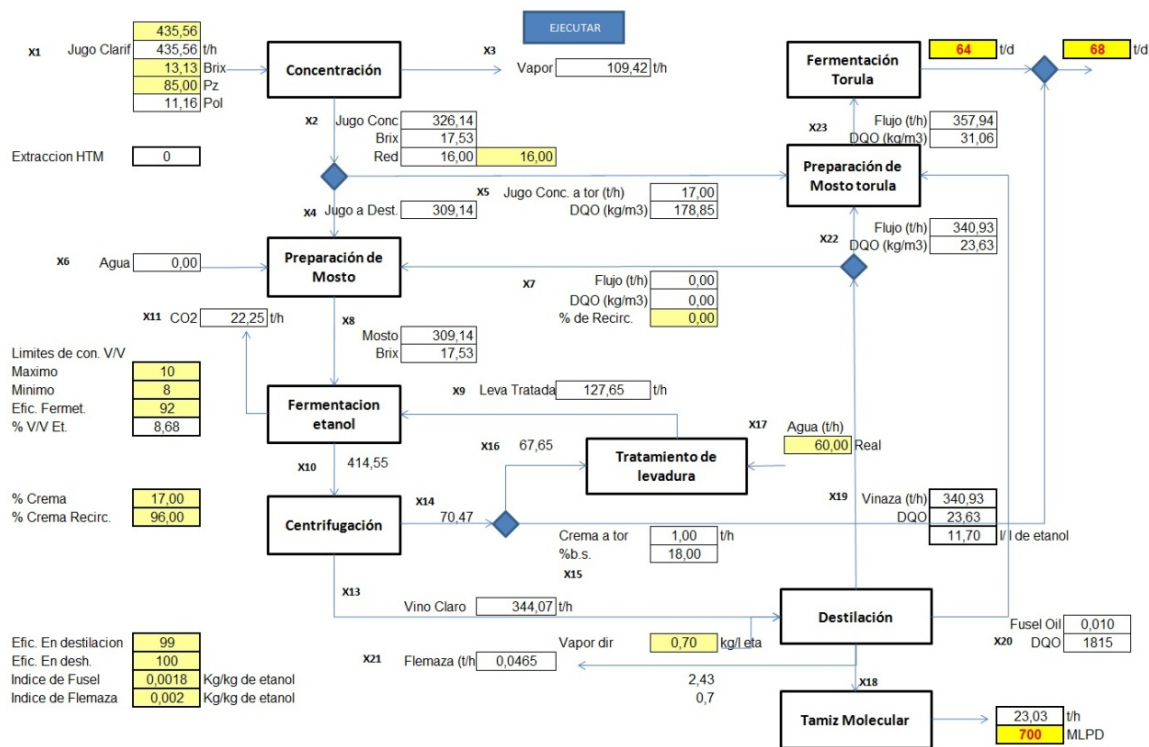 435,56
EJECUTAR
X1
Jugo Clarif 435,56 t/h
13,13 Brix
85,00 Pz
11,16 Pol
Concentración
X3
Vapor 109,42 t/h
Fermentación Torula
64 t/d
68 t/d
X2
Jugo Conc 326,14
Brix 17,53
Red 16,00 16,00
Extraccion HTM 0
X23
Flujo (t/h) 357,94
DQO (kg/m3) 31,06
Preparación de Mosto torula
X5
Jugo Conc. a tor (t/h) 17,00
DQO (kg/m3) 178,85
X4
Jugo a Dest. 309,14
X22
Flujo (t/h) 340,93
DQO (kg/m3) 23,63
X6
Agua 0,00
Preparación de Mosto
X7
Flujo (t/h) 0,00
DQO (kg/m3) 0,00
% de Recirc. 0,00
X11 CO2 22,25 t/h
X8
Mosto 309,14
Brix 17,53
Limites de con. V/V
Maximo 10
Minimo 8
Efic. Fermet. 92
% V/V Et. 8,68
X9
Leva Tratada 127,65 t/h
Fermentacion etanol
X16 67,65
X17
Agua (t/h)
60,00 Real
Tratamiento de levadura
X10
414,55
% Crema 17,00
% Crema Recirc. 96,00
Centrifugación
X14
70,47
X19
Vinaza (t/h) 340,93
DQO 23,63
11,70 l/ l de etanol
Crema a tor 1,00 t/h
%b.s. 18,00
X15
X13
Vino Claro 344,07 t/h
Destilación
Efic. En destilacion 99
Efic. En desh. 100
Indice de Fusel 0,0018 Kg/kg de etanol
Indice de Flemaza 0,002 Kg/kg de etanol
Vapor dir 0,70 kg/l eta
X21
Flemaza (t/h 0,0465
2,43
0,7
X18
Fusel Oil 0,010
X20
DQO 1815
Tamiz Molecular
23,03 t/h
700 MLPD